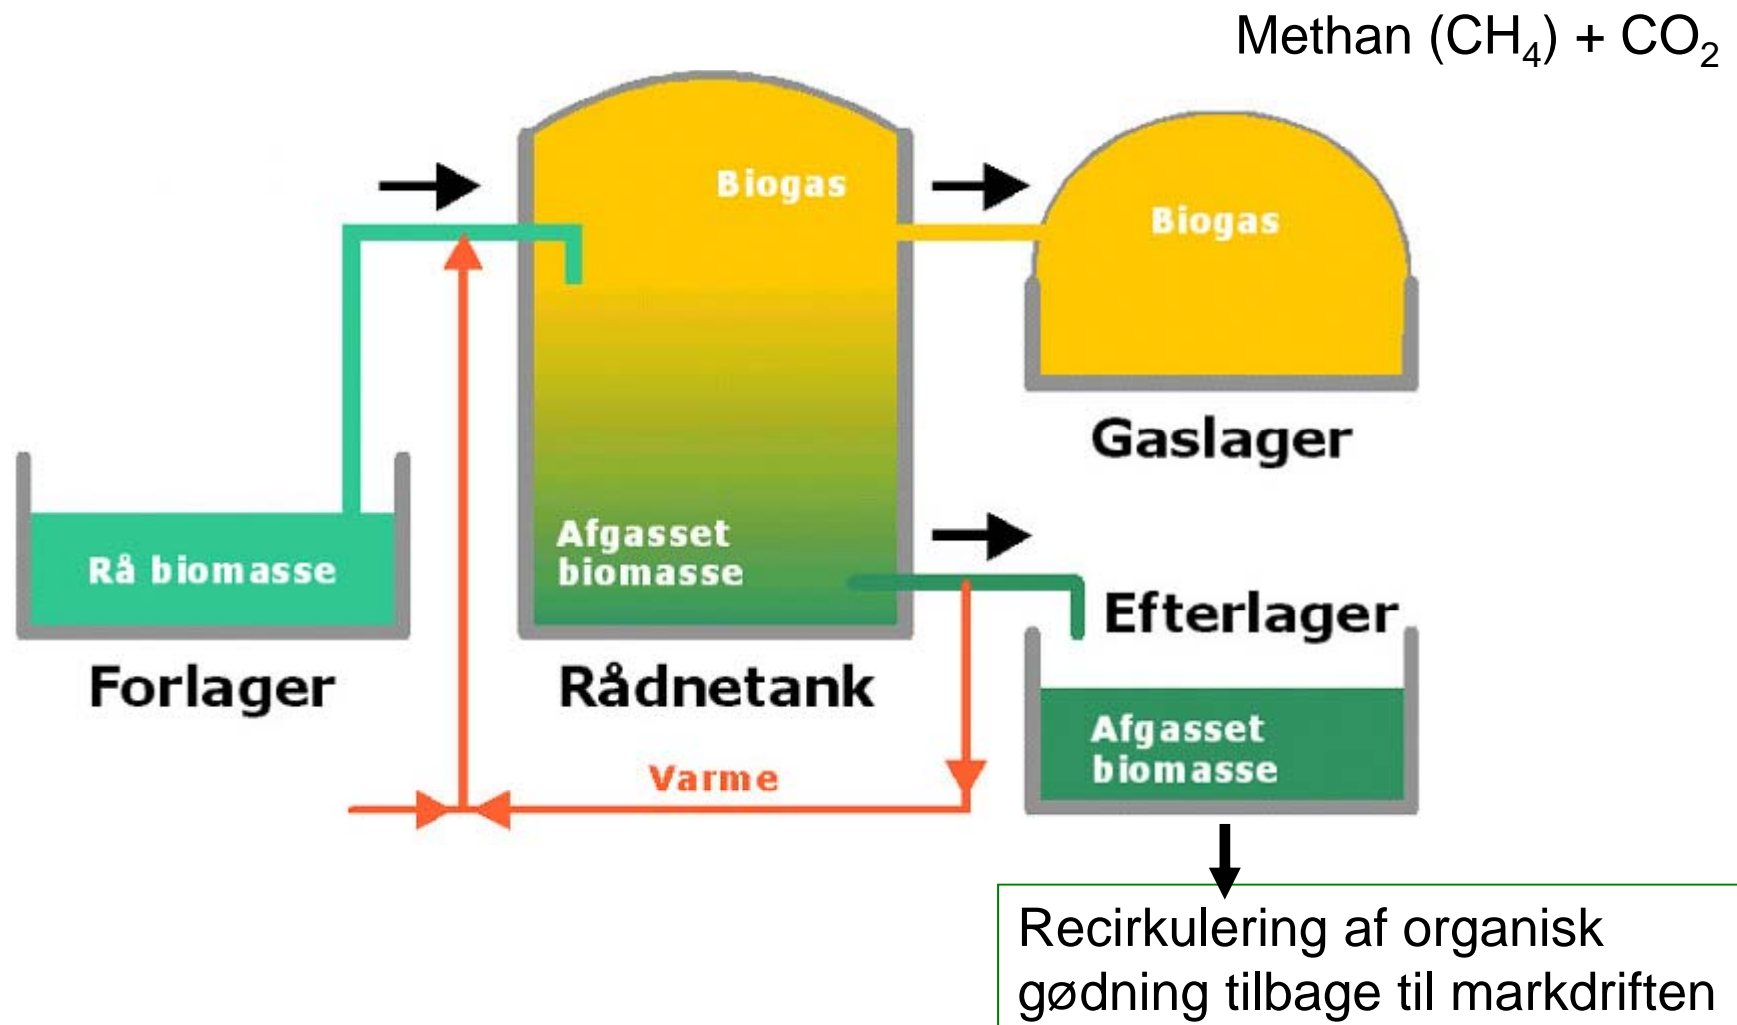 Methan (CH₄) + CO₂
Biogas
Biogas
Gaslager
Rå biomasse
Afgasset
biomasse
Efterlager
Forlager
Rådnetank
Afgasset
biomasse
Varme
Recirkulering af organisk
gødning tilbage til markdriften